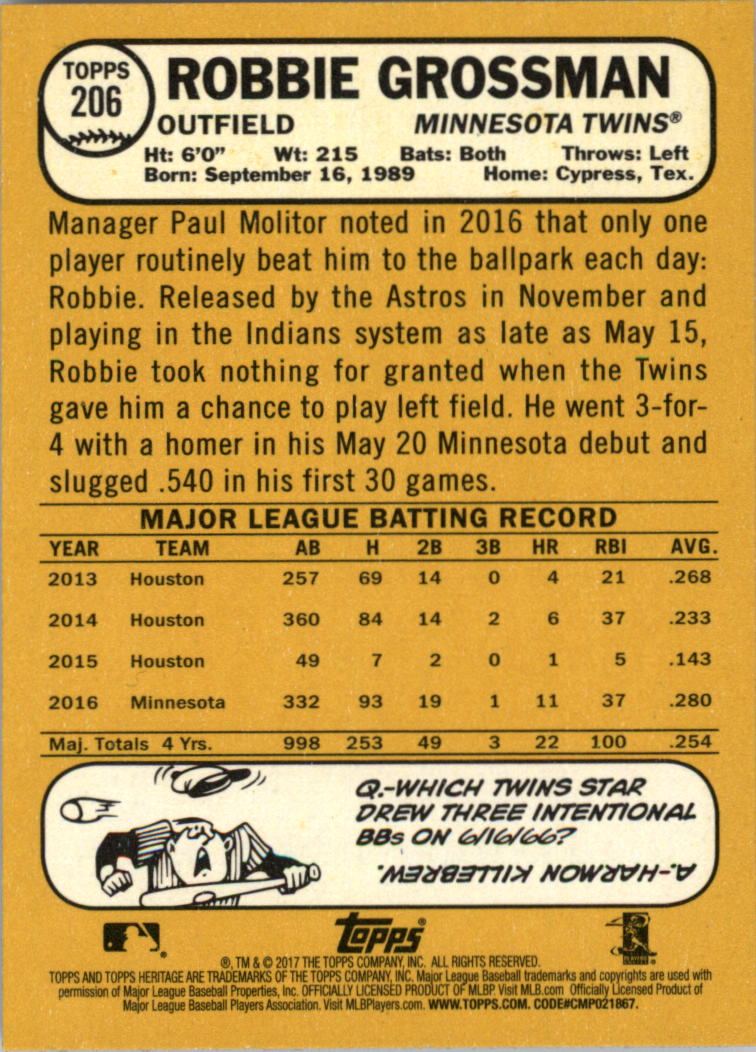 TOPPS
206
ROBBIE GROSSMAN
OUTFIELD MINNESOTA TWINS®
Ht: 6'0" Wt: 215 Bats: Both Throws: Left
Born: September 16, 1989 Home: Cypress, Tex.
Manager Paul Molitor noted in 2016 that only one
player routinely beat him to the ballpark each day:
Robbie. Released by the Astros in November and
playing in the Indians system as late as May 15,
Robbie took nothing for granted when the Twins
gave him a chance to play left field. He went 3-for-
4 with a homer in his May 20 Minnesota debut and
slugged .540 in his first 30 games.
MAJOR LEAGUE BATTING RECORD
YEAR TEAM AB H 2B 3B HR RBI AVG.
2013 Houston 257 69 14 0 4 21 .268
2014 Houston 360 84 14 2 6 37 .233
2015 Houston 49 7 2 0 1 5 .143
2016 Minnesota 332 93 19 1 11 37 .280
Maj. Totals 4 Yrs. 998 253 49 3 22 100 .254
Q.-WHICH TWINS STAR
DREW THREE INTENTIONAL
BBs ON 6/16/66?
A.-HARMON KILLEBREW.
Topps®
®, TM & © 2017 THE TOPPS COMPANY, INC. ALL RIGHTS RESERVED.
TOPPS AND TOPPS HERITAGE ARE TRADEMARKS OF THE TOPPS COMPANY, INC. Major League Baseball trademarks and copyrights are used with
permission of Major League Baseball Properties, Inc. OFFICIALLY LICENSED PRODUCT OF MLBP. Visit MLB.com Officially Licensed Product of
Major League Baseball Players Association. Visit MLBPlayers.com. WWW.TOPPS.COM. CODE#CMP021867.